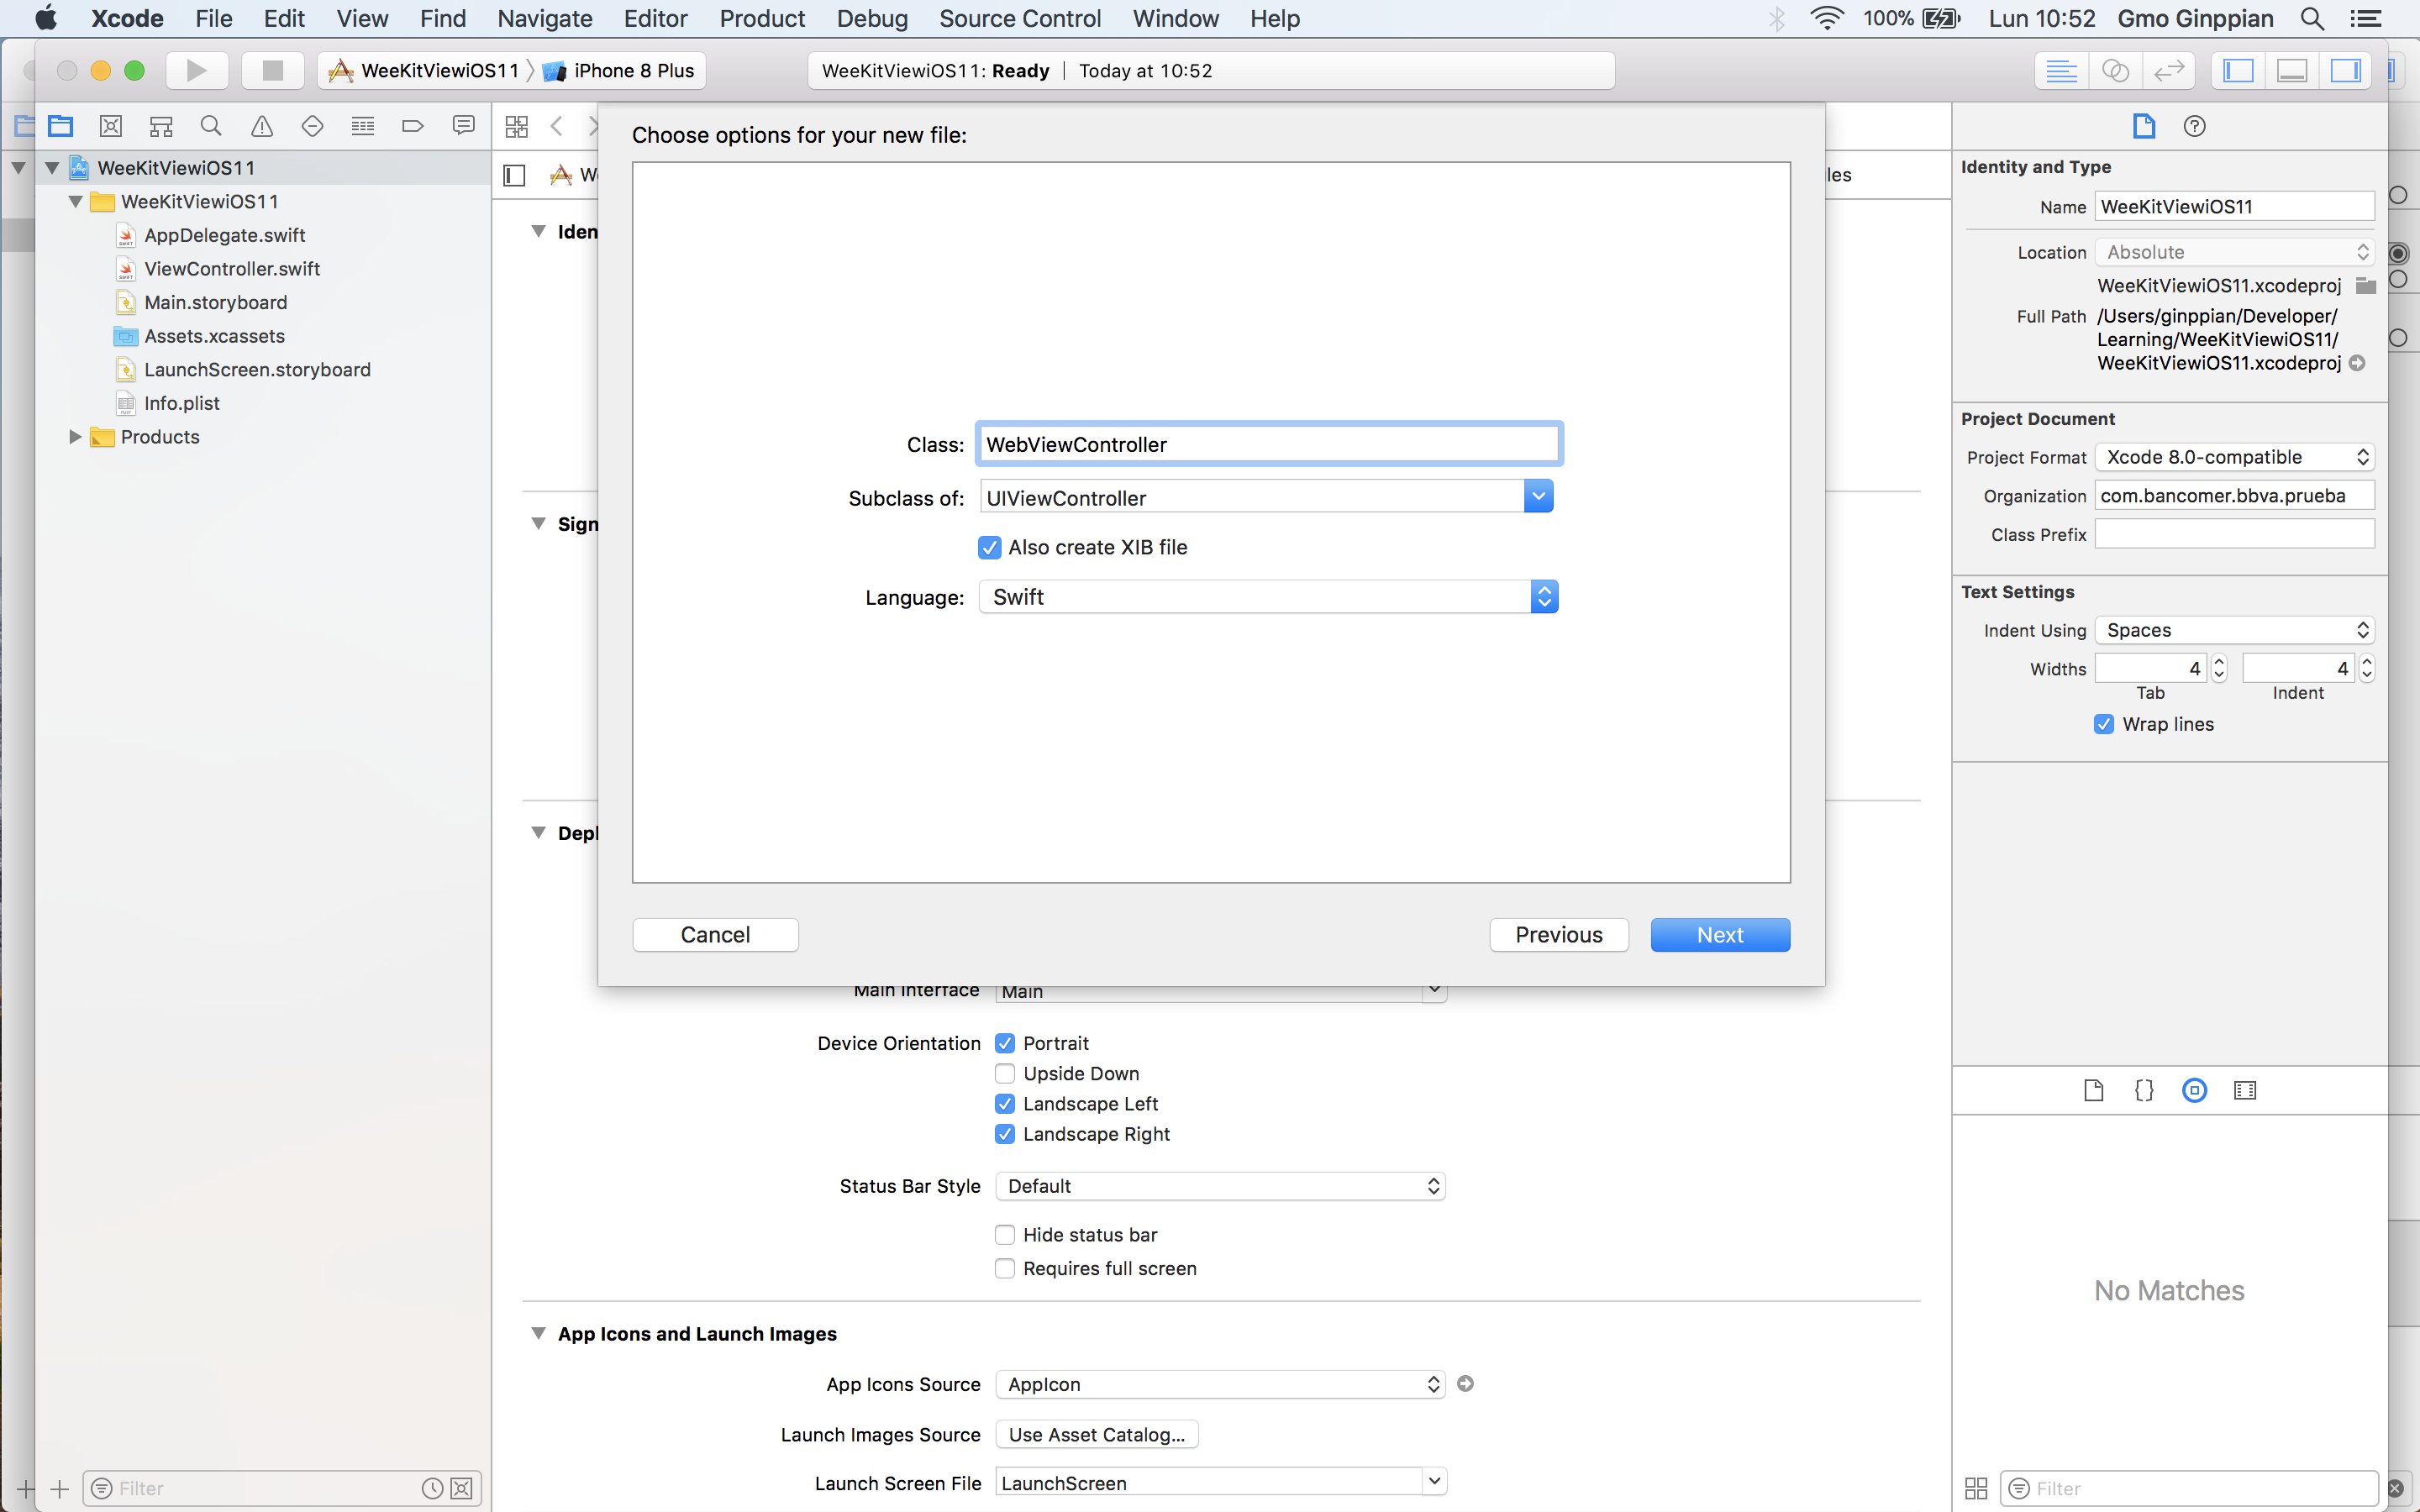 Xcode File Edit View Find Navigate Editor Product Debug Source Control Window Help 100% Lun 10:52 Gmo Ginppian
WeeKitViewiOS11 iPhone 8 Plus WeeKitViewiOS11: Ready Today at 10:52
WeeKitViewiOS11
WeeKitViewiOS11
AppDelegate.swift
ViewController.swift
Main.storyboard
Assets.xcassets
LaunchScreen.storyboard
Info.plist
Products
Filter
Choose options for your new file:
Class: WebViewController
Subclass of: UIViewController
Also create XIB file
Language: Swift
Cancel Previous Next
Main Interface Main
Device Orientation Portrait
Upside Down
Landscape Left
Landscape Right
Status Bar Style Default
Hide status bar
Requires full screen
App Icons and Launch Images
App Icons Source AppIcon
Launch Images Source Use Asset Catalog...
Launch Screen File LaunchScreen
Identity and Type
Name WeeKitViewiOS11
Location Absolute
WeeKitViewiOS11.xcodeproj
Full Path /Users/ginppian/Developer/
Learning/WeeKitViewiOS11/
WeeKitViewiOS11.xcodeproj
Project Document
Project Format Xcode 8.0-compatible
Organization com.bancomer.bbva.prueba
Class Prefix
Text Settings
Indent Using Spaces
Widths 4 4
Tab Indent
Wrap lines
No Matches
Filter